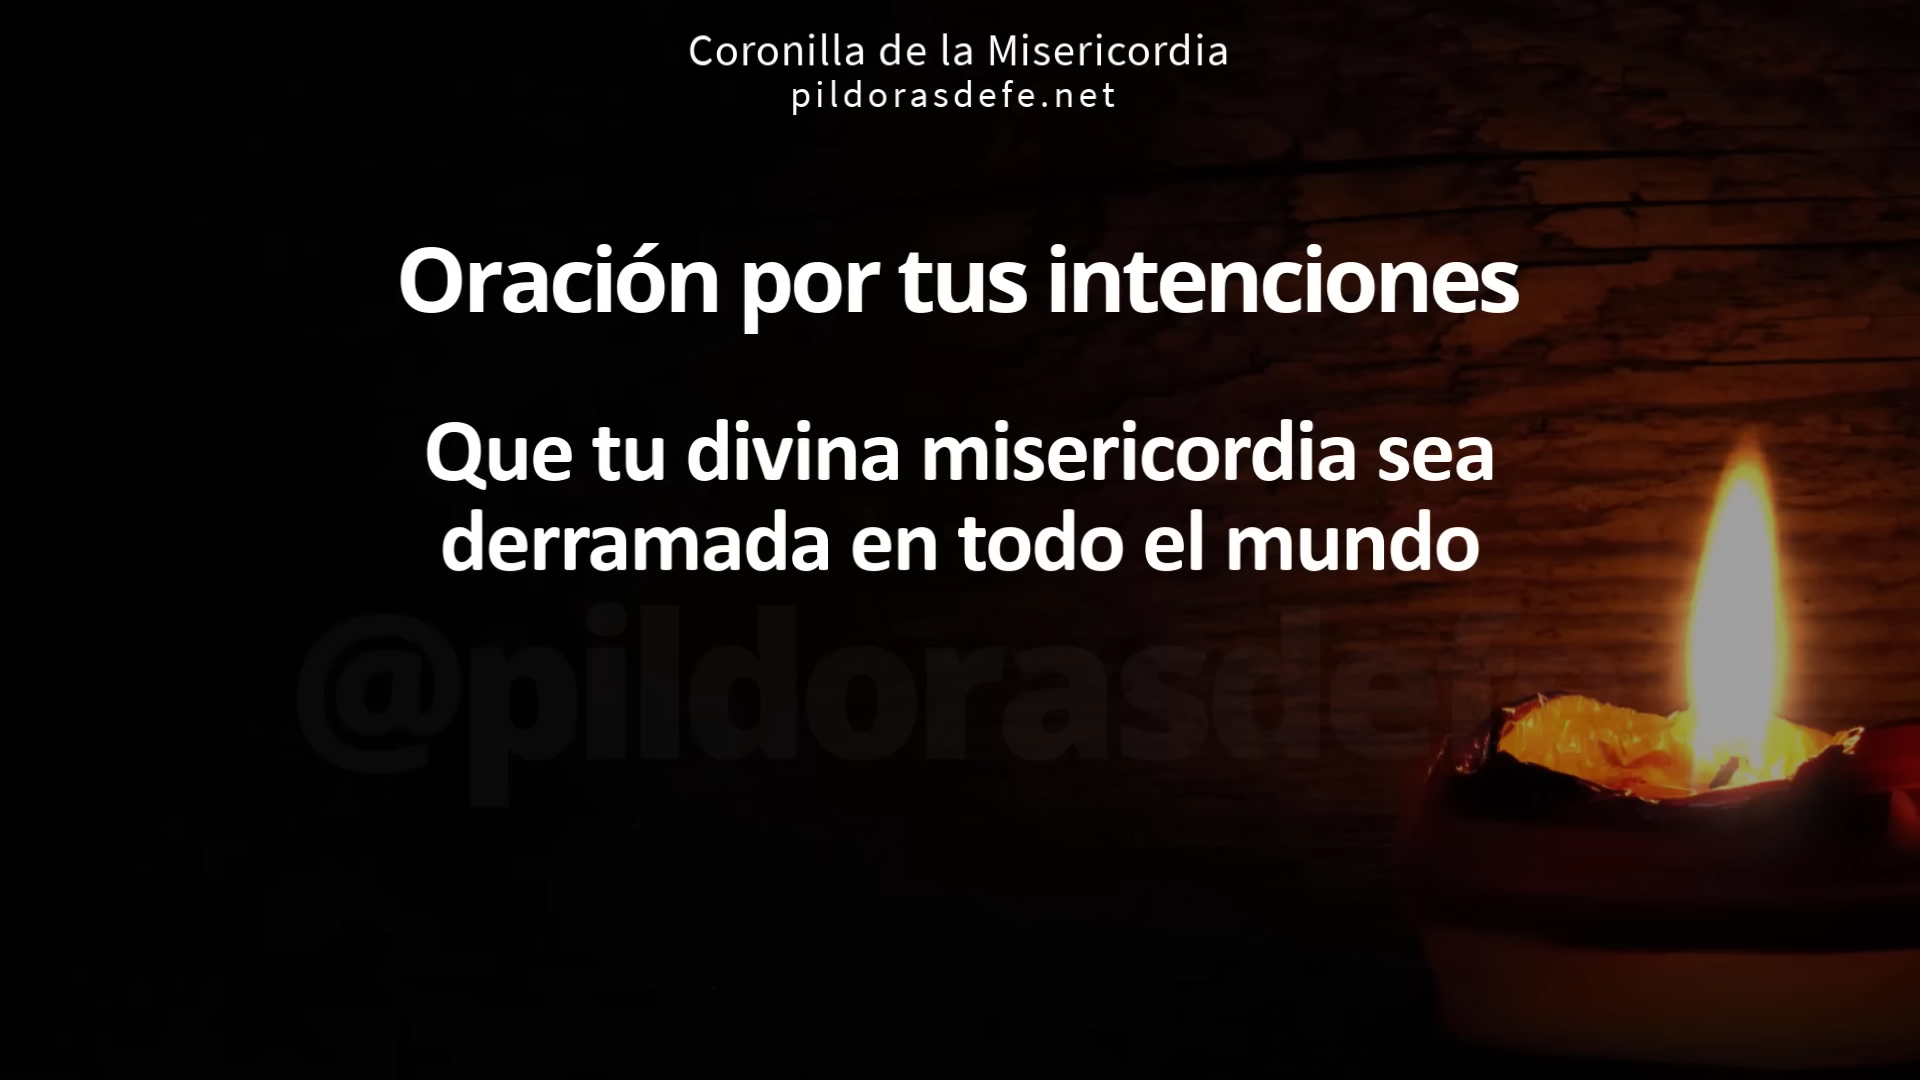 Coronilla de la Misericordia
pildorasdefe.net
Oración por tus intenciones
Que tu divina misericordia sea
derramada en todo el mundo
@pildorasdefe